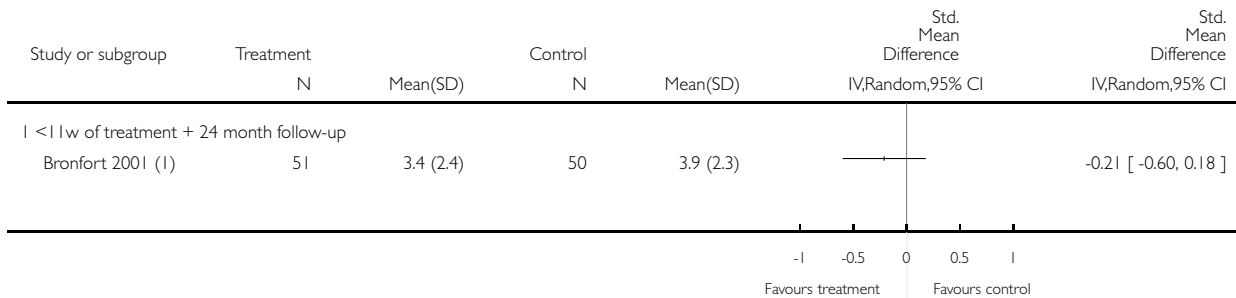 Std.
Mean
Difference
Std.
Mean
Difference
Study or subgroup Treatment Control
N Mean(SD) N Mean(SD) IV,Random,95% CI IV,Random,95% CI
1 <11w of treatment + 24 month follow-up
Bronfort 2001 (1) 51 3.4 (2.4) 50 3.9 (2.3) -0.21 [ -0.60, 0.18 ]
-1 -0.5 0 0.5 1
Favours treatment Favours control